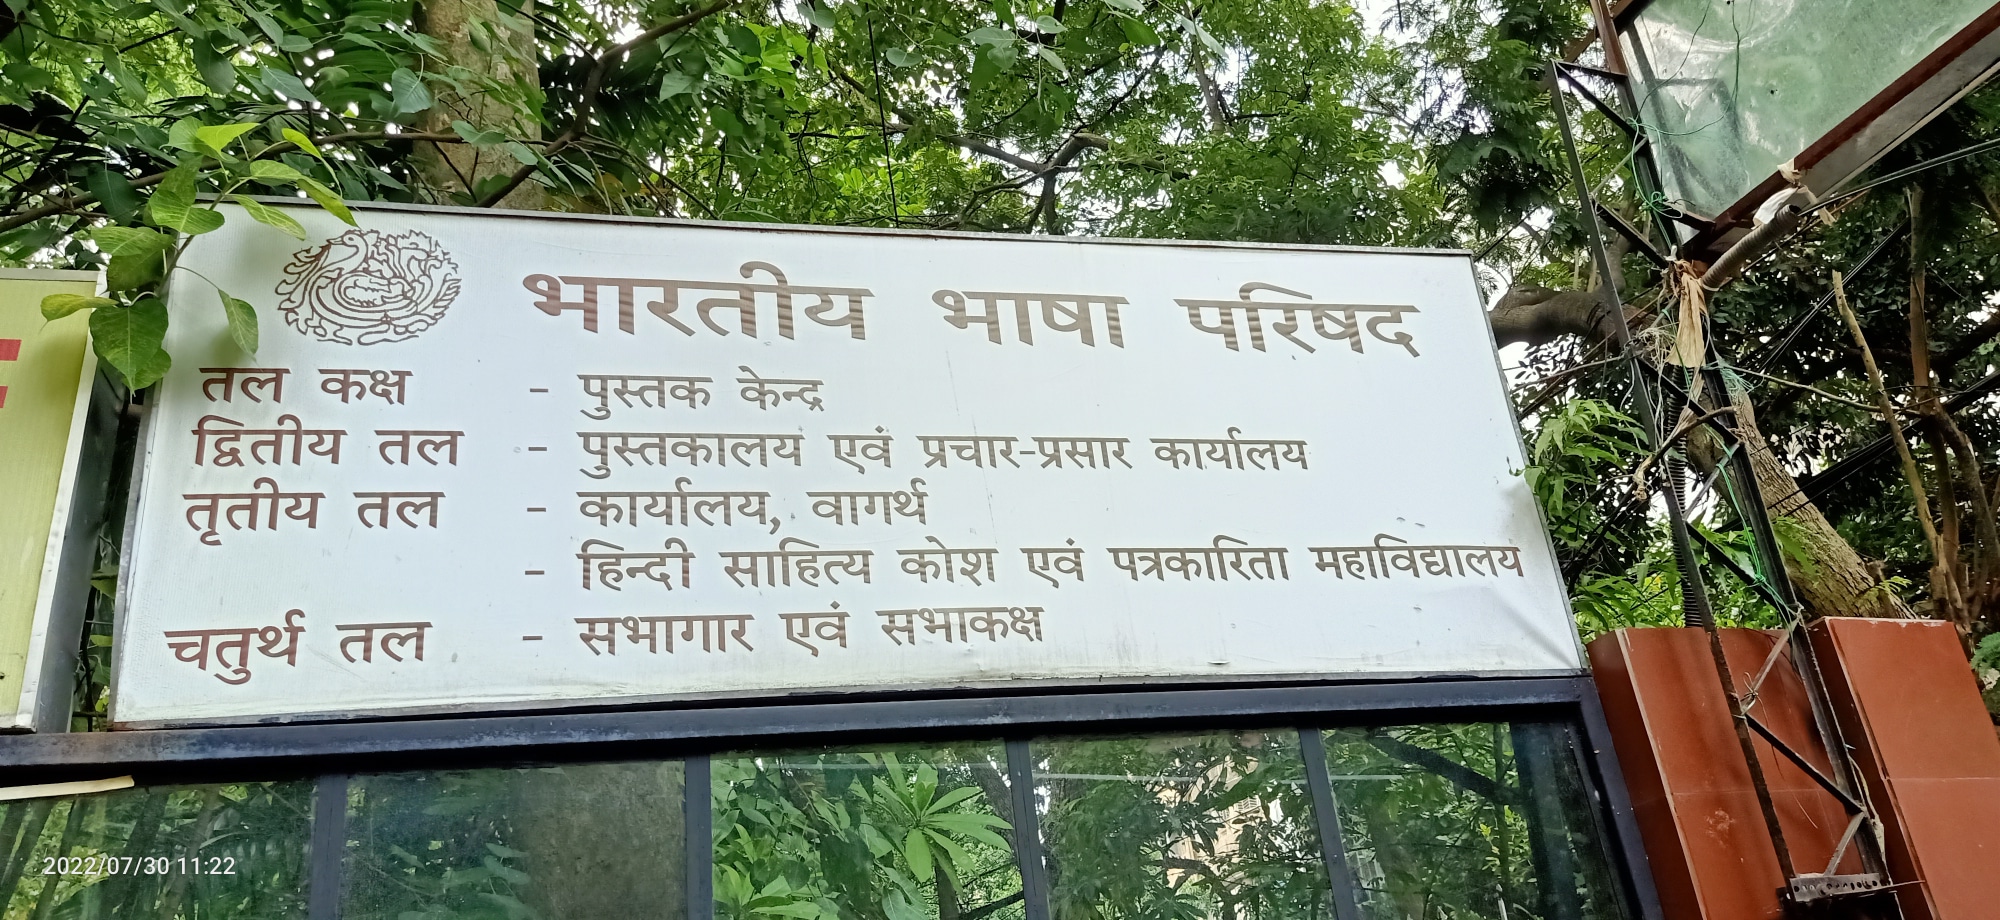 भारतीय भाषा परिषद
तल कक्ष - पुस्तक केन्द्र
द्वितीय तल - पुस्तकालय एवं प्रचार-प्रसार कार्यालय
तृतीय तल - कार्यालय, वागर्थ
- हिन्दी साहित्य कोश एवं पत्रकारिता महाविद्यालय
चतुर्थ तल - सभागार एवं सभाकक्ष
2022/07/30 11:22